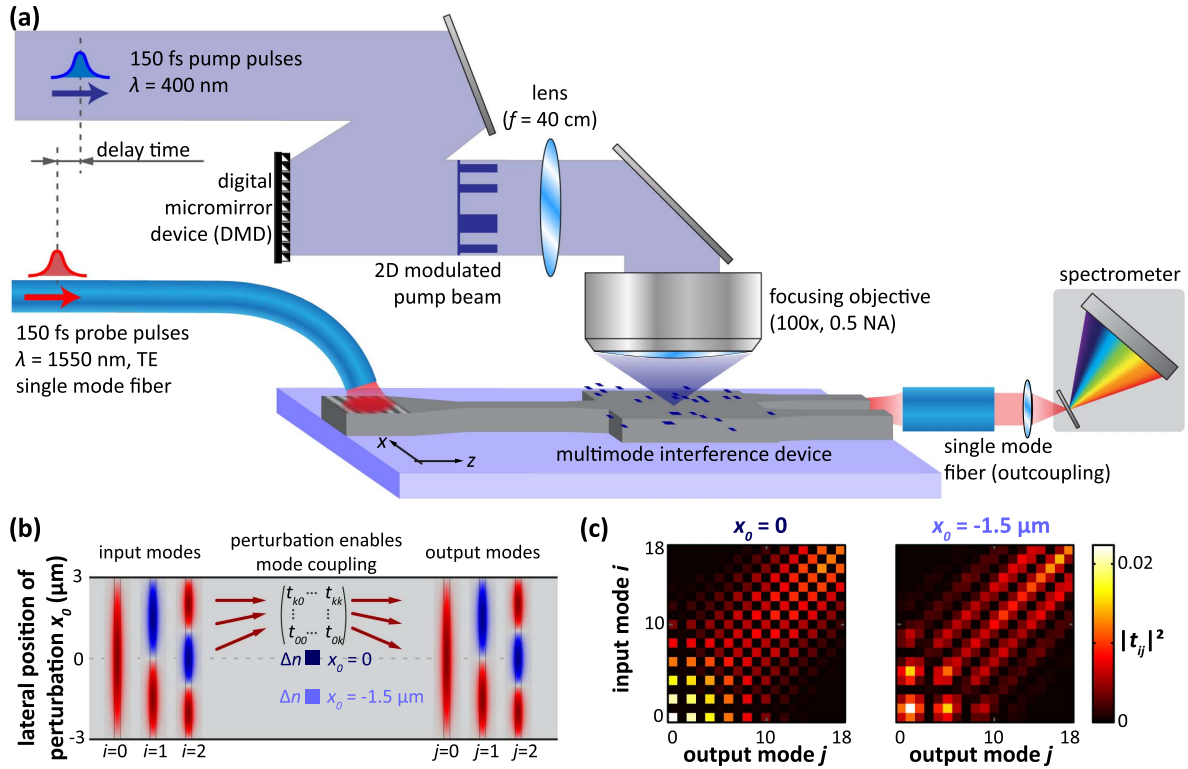 (a)
150 fs pump pulses
λ = 400 nm
delay time
lens
(f = 40 cm)
digital
micromirror
device (DMD)
2D modulated
pump beam
focusing objective
(100x, 0.5 NA)
spectrometer
150 fs probe pulses
λ = 1550 nm, TE
single mode fiber
x
z
multimode interference device
single mode
fiber (outcoupling)
(b)
input modes
perturbation enables
mode coupling
output modes
lateral position of
perturbation x₀ (µm)
3
0
-3
tₖ₀ ··· tₖₖ
⋮ ⋮
t₀₀ ··· t₀ₖ
Δn x₀ = 0
Δn x₀ = -1.5 µm
i=0 i=1 i=2
j=0 j=1 j=2
(c)
x₀ = 0
x₀ = -1.5 µm
input mode i
18
10
0
0 10 18
0 10 18
output mode j
output mode j
0.02
|tᵢⱼ|²
0